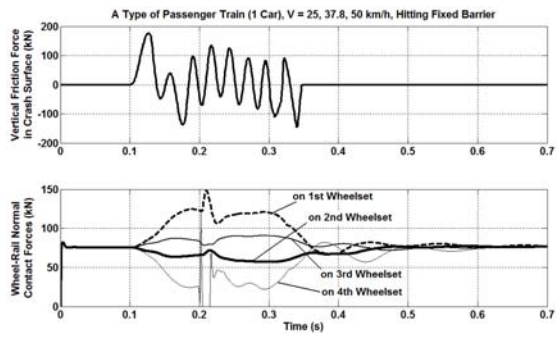 A Type of Passenger Train (1 Car), V = 25, 37.8, 50 km/h, Hitting Fixed Barrier
Vertical Friction Force
in Crash Surface (kN)
200
100
0
-100
-200
0 0.1 0.2 0.3 0.4 0.5 0.6 0.7
Wheel-Rail Normal
Contact Forces (kN)
150
100
50
0
on 1st Wheelset
on 2nd Wheelset
on 3rd Wheelset
on 4th Wheelset
0 0.1 0.2 0.3 0.4 0.5 0.6 0.7
Time (s)